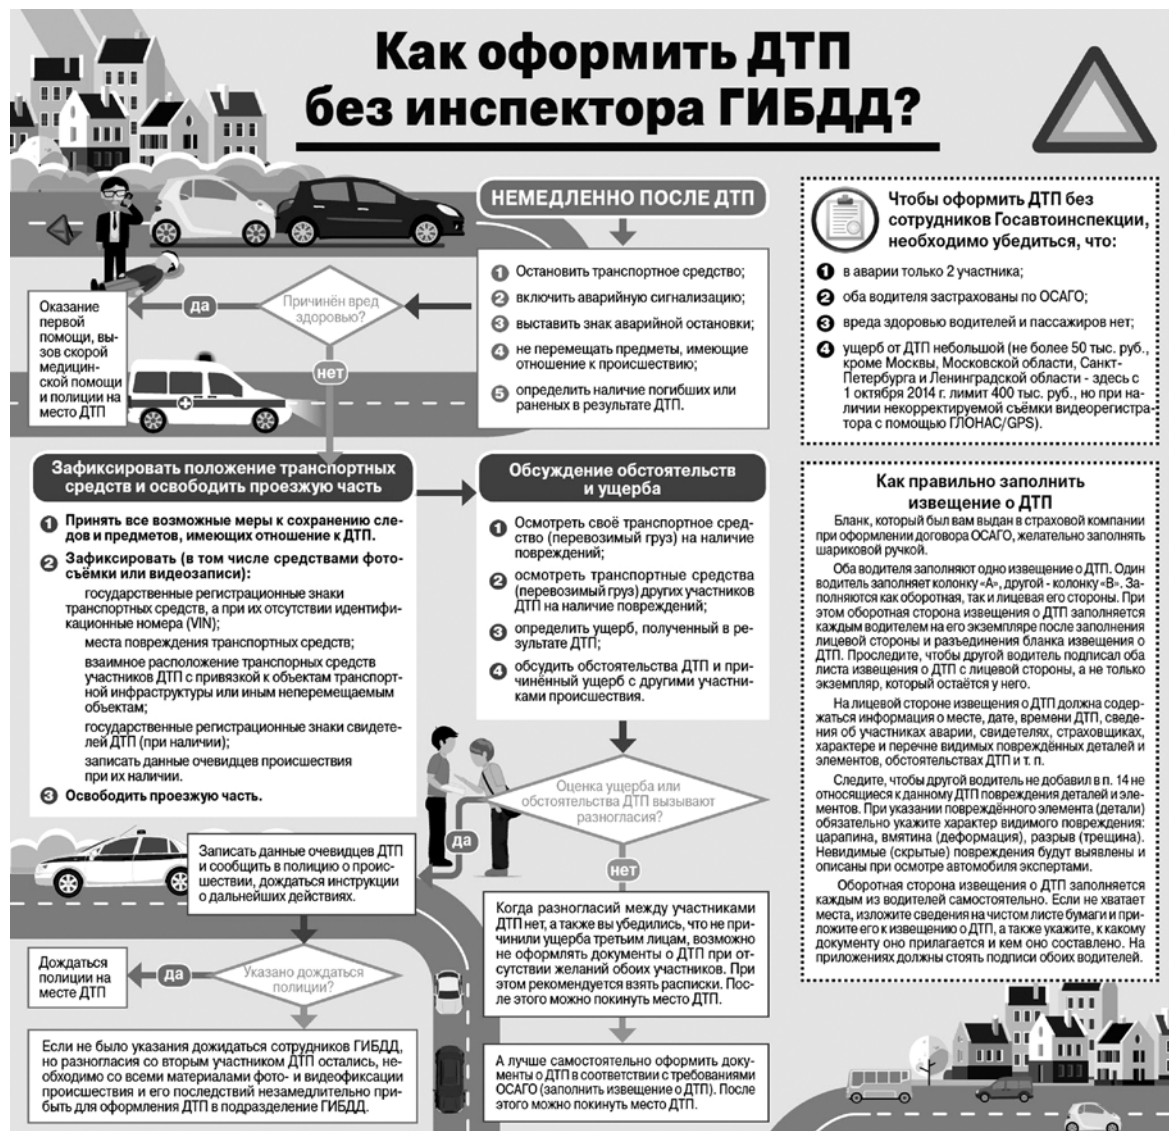 Как оформить ДТП
без инспектора ГИБДД?
НЕМЕДЛЕННО ПОСЛЕ ДТП
1 Остановить транспортное средство;
2 включить аварийную сигнализацию;
3 выставить знак аварийной остановки;
4 не перемещать предметы, имеющие
отношение к происшествию;
5 определить наличие погибших или
раненых в результате ДТП.
Причинён вред
здоровью?
да
Оказание
первой
помощи, вы-
зов скорой
медицин-
ской помощи
и полиции на
место ДТП
нет
Зафиксировать положение транспортных
средств и освободить проезжую часть
1 Принять все возможные меры к сохранению сле-
дов и предметов, имеющих отношение к ДТП.
2 Зафиксировать (в том числе средствами фото-
съёмки или видеозаписи):
государственные регистрационные знаки
транспортных средств, а при их отсутствии идентифи-
кационные номера (VIN);
места повреждения транспортных средств;
взаимное расположение транспорных средств
участников ДТП с привязкой к объектам транспорт-
ной инфраструктуры или иным неперемещаемым
объектам;
государственные регистрационные знаки свидете-
лей ДТП (при наличии);
записать данные очевидцев происшествия
при их наличии.
3 Освободить проезжую часть.
Обсуждение обстоятельств
и ущерба
1 Осмотреть своё транспортное сред-
ство (перевозимый груз) на наличие
повреждений;
2 осмотреть транспортные средства
(перевозимый груз) других участников
ДТП на наличие повреждений;
3 определить ущерб, полученный в ре-
зультате ДТП;
4 обсудить обстоятельства ДТП и при-
чинённый ущерб с другими участни-
ками происшествия.
Оценка ущерба или
обстоятельства ДТП вызывают
разногласия?
да
Записать данные очевидцев ДТП
и сообщить в полицию о проис-
шествии, дождаться инструкции
о дальнейших действиях.
Указано дождаться
полиции?
да
Дождаться
полиции на
месте ДТП
Если не было указания дожидаться сотрудников ГИБДД,
но разногласия со вторым участником ДТП остались, не-
обходимо со всеми материалами фото- и видеофиксации
происшествия и его последствий незамедлительно при-
быть для оформления ДТП в подразделение ГИБДД.
нет
Когда разногласий между участниками
ДТП нет, а также вы убедились, что не при-
чинили ущерба третьим лицам, возможно
не оформлять документы о ДТП при от-
сутствии желаний обоих участников. При
этом рекомендуется взять расписки. Пос-
ле этого можно покинуть место ДТП.
А лучше самостоятельно оформить доку-
менты о ДТП в соответствии с требованиями
ОСАГО (заполнить извещение о ДТП). После
этого можно покинуть место ДТП.
Чтобы оформить ДТП без
сотрудников Госавтоинспекции,
необходимо убедиться, что:
1 в аварии только 2 участника;
2 оба водителя застрахованы по ОСАГО;
3 вреда здоровью водителей и пассажиров нет;
4 ущерб от ДТП небольшой (не более 50 тыс. руб.,
кроме Москвы, Московской области, Санкт-
Петербурга и Ленинградской области - здесь с
1 октября 2014 г. лимит 400 тыс. руб., но при на-
личии некорректируемой съёмки видеорегистра-
тора с помощью ГЛОНАС/GPS).
Как правильно заполнить
извещение о ДТП
Бланк, который был вам выдан в страховой компании
при оформлении договора ОСАГО, желательно заполнять
шариковой ручкой.
Оба водителя заполняют одно извещение о ДТП. Один
водитель заполняет колонку «А», другой - колонку «В». За-
полняются как оборотная, так и лицевая его стороны. При
этом оборотная сторона извещения о ДТП заполняется
каждым водителем на его экземпляре после заполнения
лицевой стороны и разъединения бланка извещения о
ДТП. Проследите, чтобы другой водитель подписал оба
листа извещения о ДТП с лицевой стороны, а не только
экземпляр, который остаётся у него.
На лицевой стороне извещения о ДТП должна содер-
жаться информация о месте, дате, времени ДТП, сведе-
ния об участниках аварии, свидетелях, страховщиках,
характере и перечне видимых повреждённых деталей и
элементов, обстоятельствах ДТП и т. п.
Следите, чтобы другой водитель не добавил в п. 14 не
относящиеся к данному ДТП повреждения деталей и эле-
ментов. При указании повреждённого элемента (детали)
обязательно укажите характер видимого повреждения:
царапина, вмятина (деформация), разрыв (трещина).
Невидимые (скрытые) повреждения будут выявлены и
описаны при осмотре автомобиля экспертами.
Оборотная сторона извещения о ДТП заполняется
каждым из водителей самостоятельно. Если не хватает
места, изложите сведения на чистом листе бумаги и при-
ложите его к извещению о ДТП, а также укажите, к какому
документу оно прилагается и кем оно составлено. На
приложениях должны стоять подписи обоих водителей.